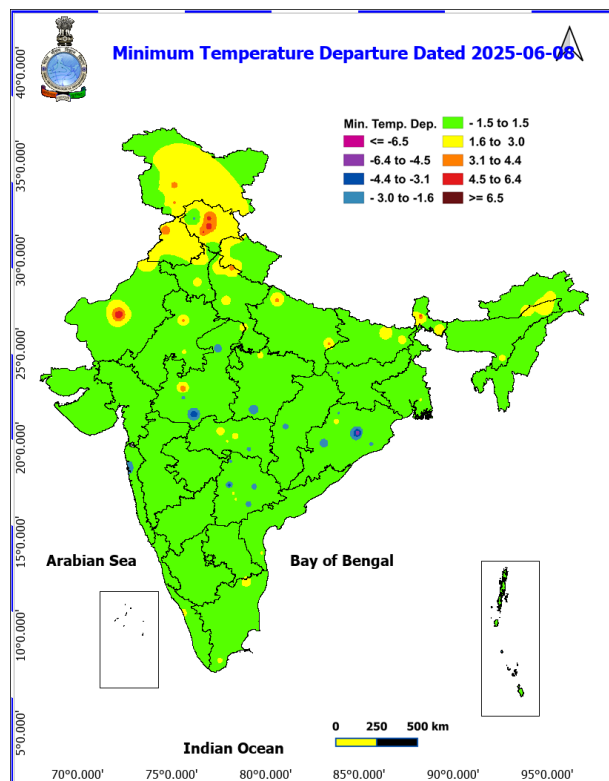 Minimum Temperature Departure Dated 2025-06-08
Min. Temp. Dep.
<= -6.5
-6.4 to -4.5
-4.4 to -3.1
- 3.0 to -1.6
- 1.5 to 1.5
1.6 to 3.0
3.1 to 4.4
4.5 to 6.4
>= 6.5
40°0.000'
35°0.000'
30°0.000'
25°0.000'
20°0.000'
15°0.000'
10°0.000'
5°0.000'
Arabian Sea
Bay of Bengal
Indian Ocean
0 250 500 km
70°0.000' 75°0.000' 80°0.000' 85°0.000' 90°0.000' 95°0.000'